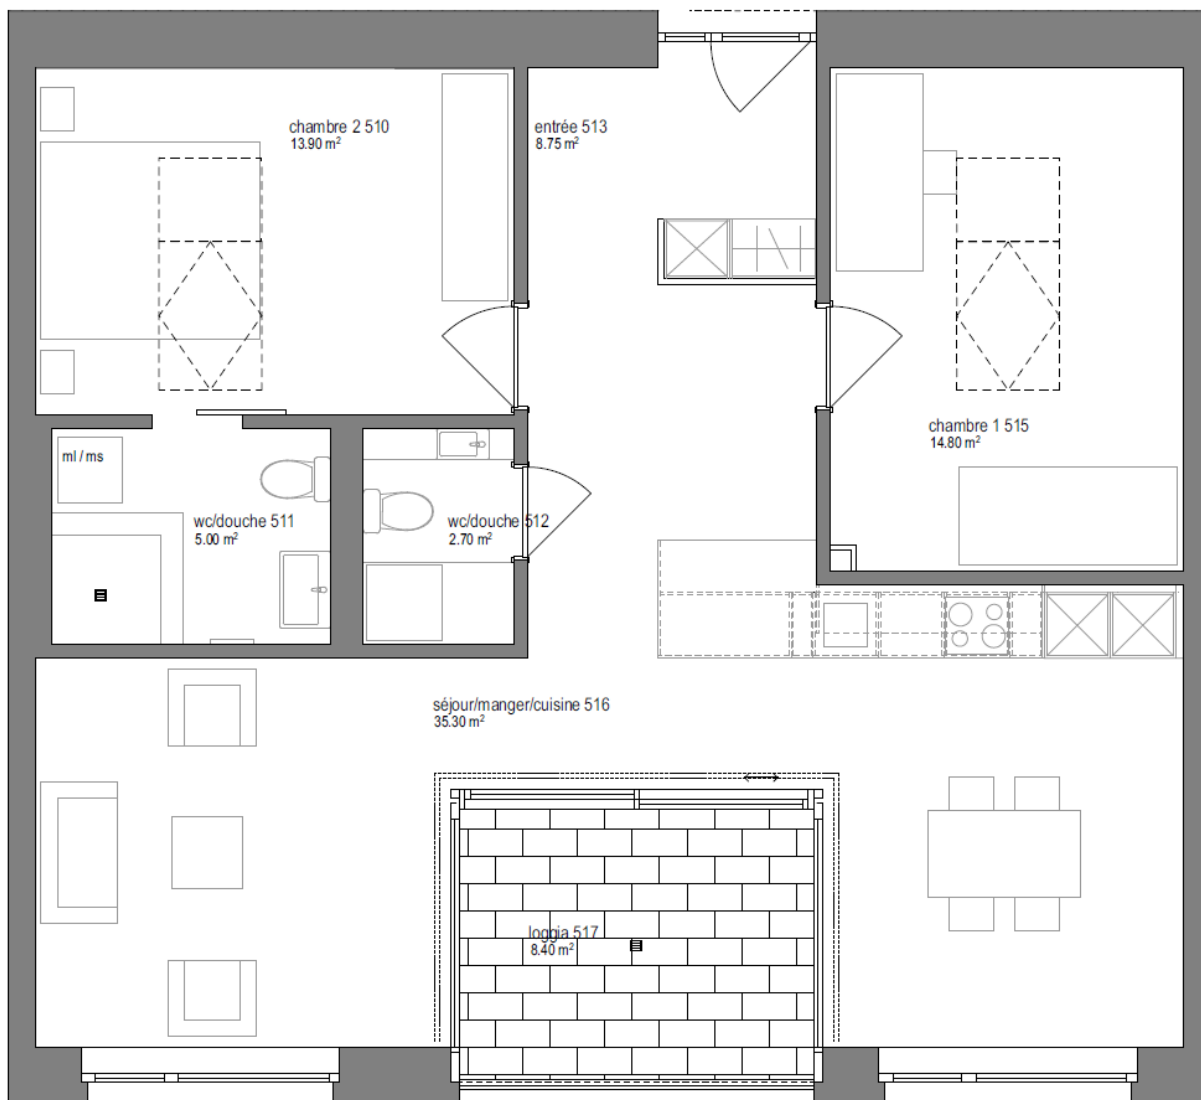 chambre 2 510
13.90 m²
entrée 513
8.75 m²
chambre 1 515
14.80 m²
ml / ms
wc/douche 511
5.00 m²
wc/douche 512
2.70 m²
séjour/manger/cuisine 516
35.30 m²
loggia 517
8.40 m²